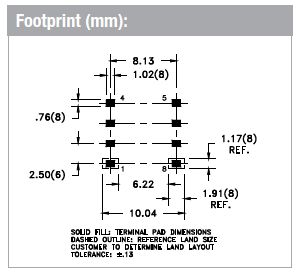 Footprint (mm):
8.13
1.02(8)
4 5
.76(8)
1.17(8)
REF.
2.50(6)
1 8
6.22
1.91(8)
REF.
10.04
SOLID FILL: TERMINAL PAD DIMENSIONS
DASHED OUTLINE: REFERENCE LAND SIZE
CUSTOMER TO DETERMINE LAND LAYOUT
TOLERANCE: ±.13